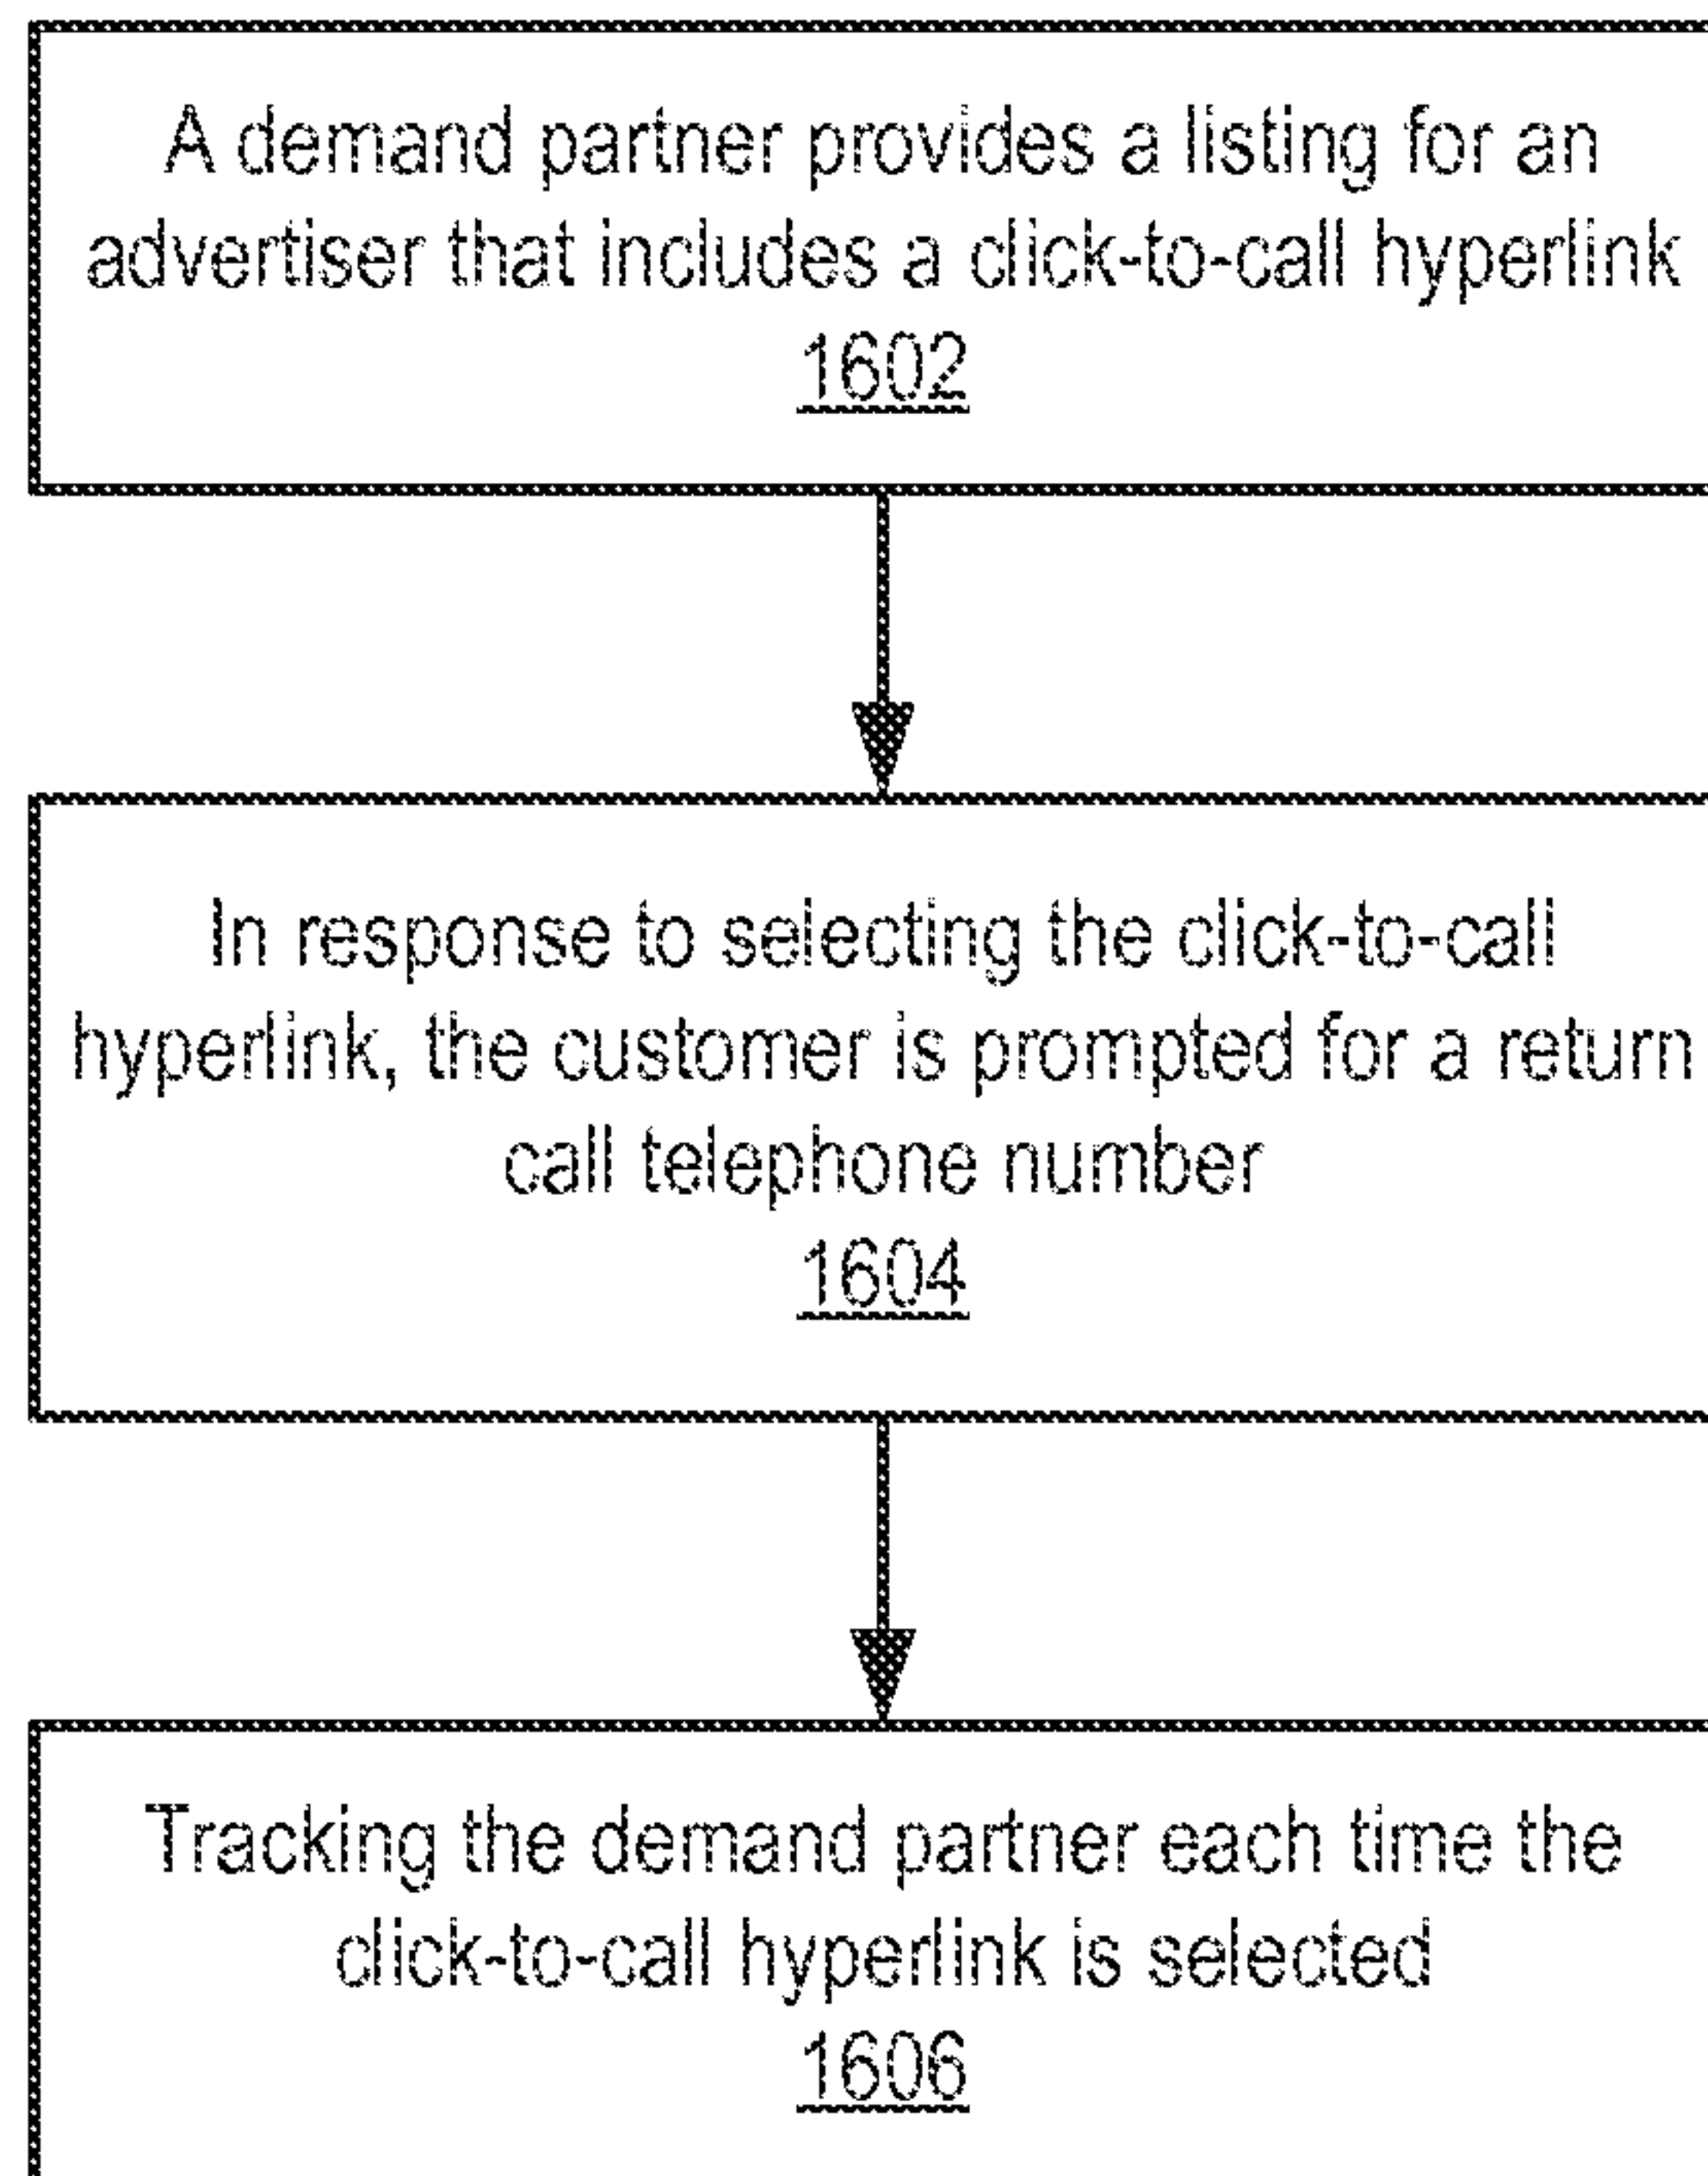 A demand partner provides a listing for an
advertiser that includes a click-to-call hyperlink
1602
In response to selecting the click-to-call
hyperlink, the customer is prompted for a return
call telephone number
1604
Tracking the demand partner each time the
click-to-call hyperlink is selected
1606